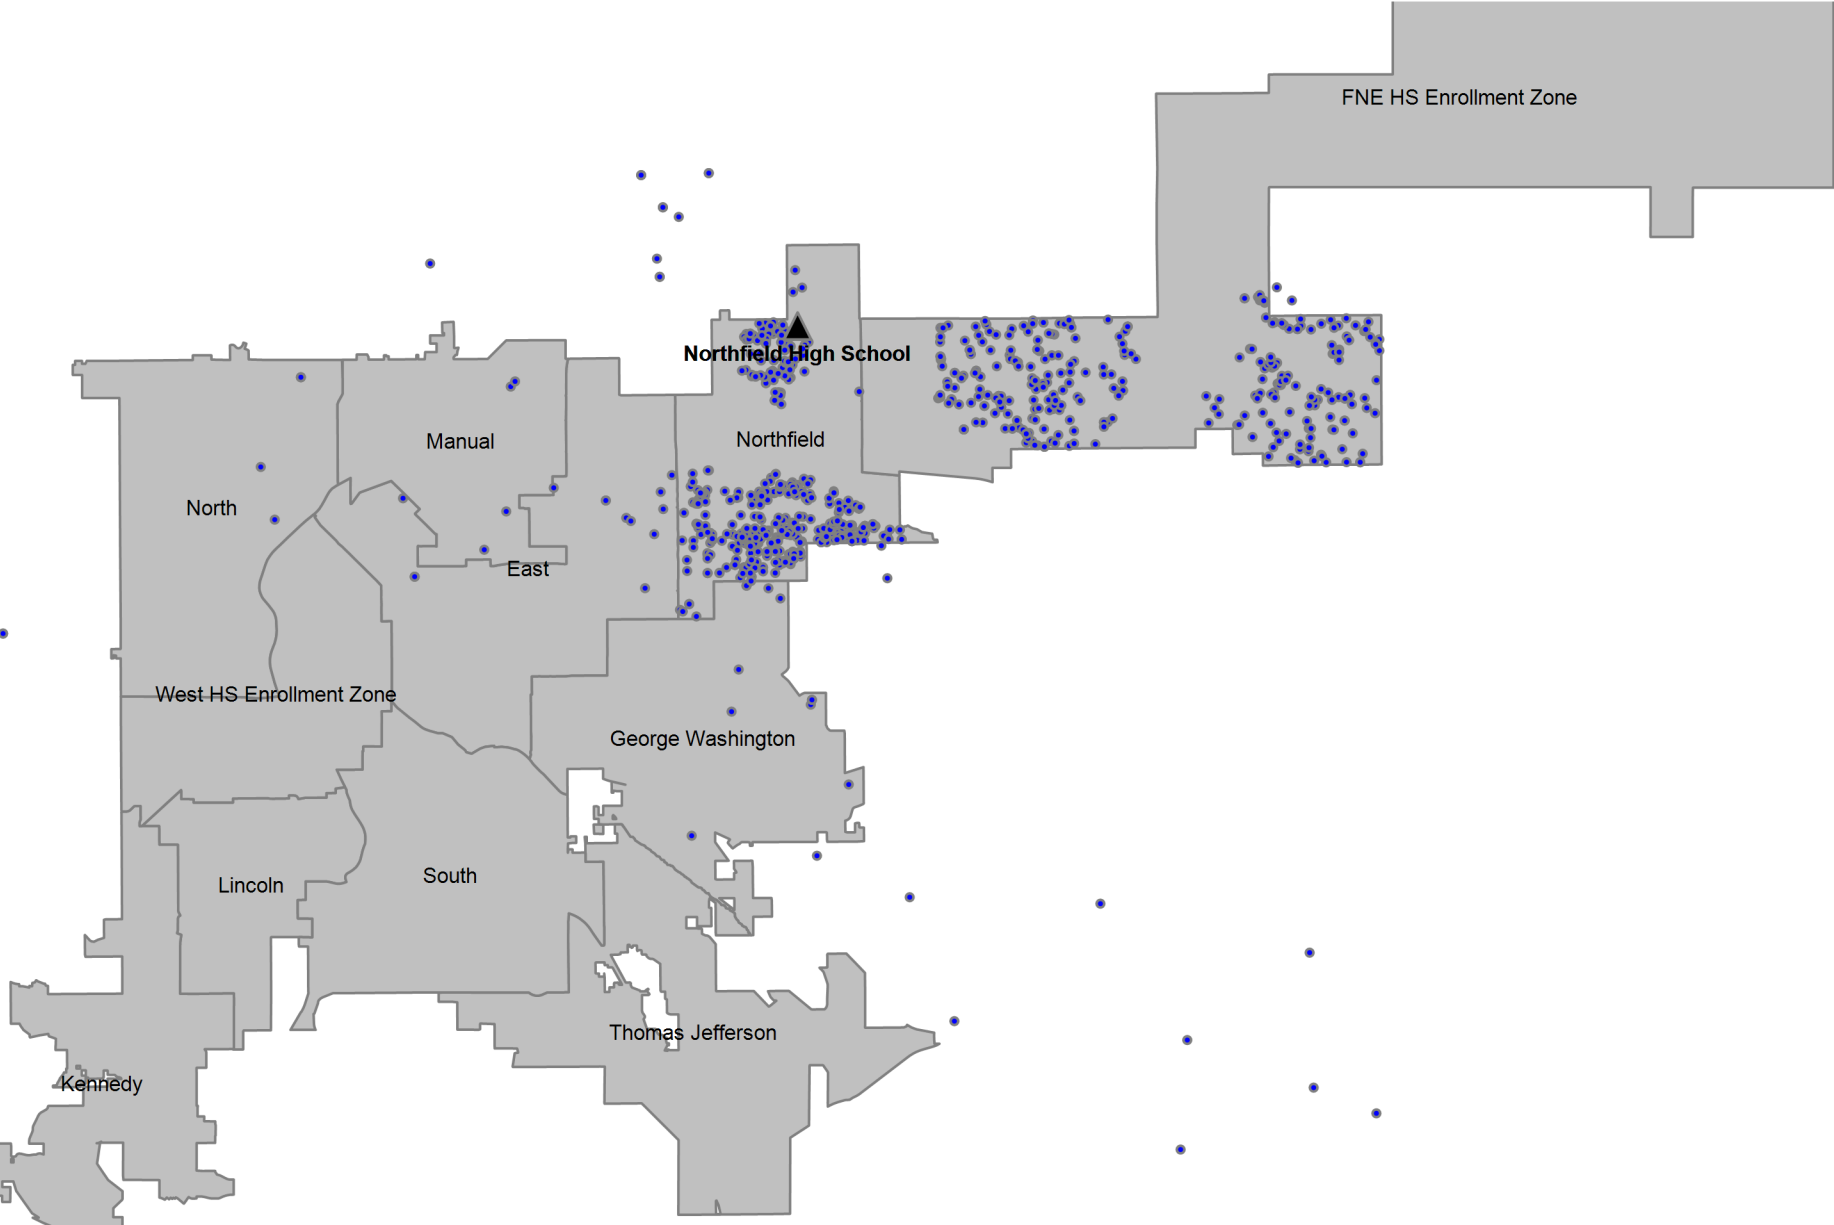 FNE HS Enrollment Zone
Northfield High School
Northfield
Manual
North
East
West HS Enrollment Zone
George Washington
South
Lincoln
Thomas Jefferson
Kennedy